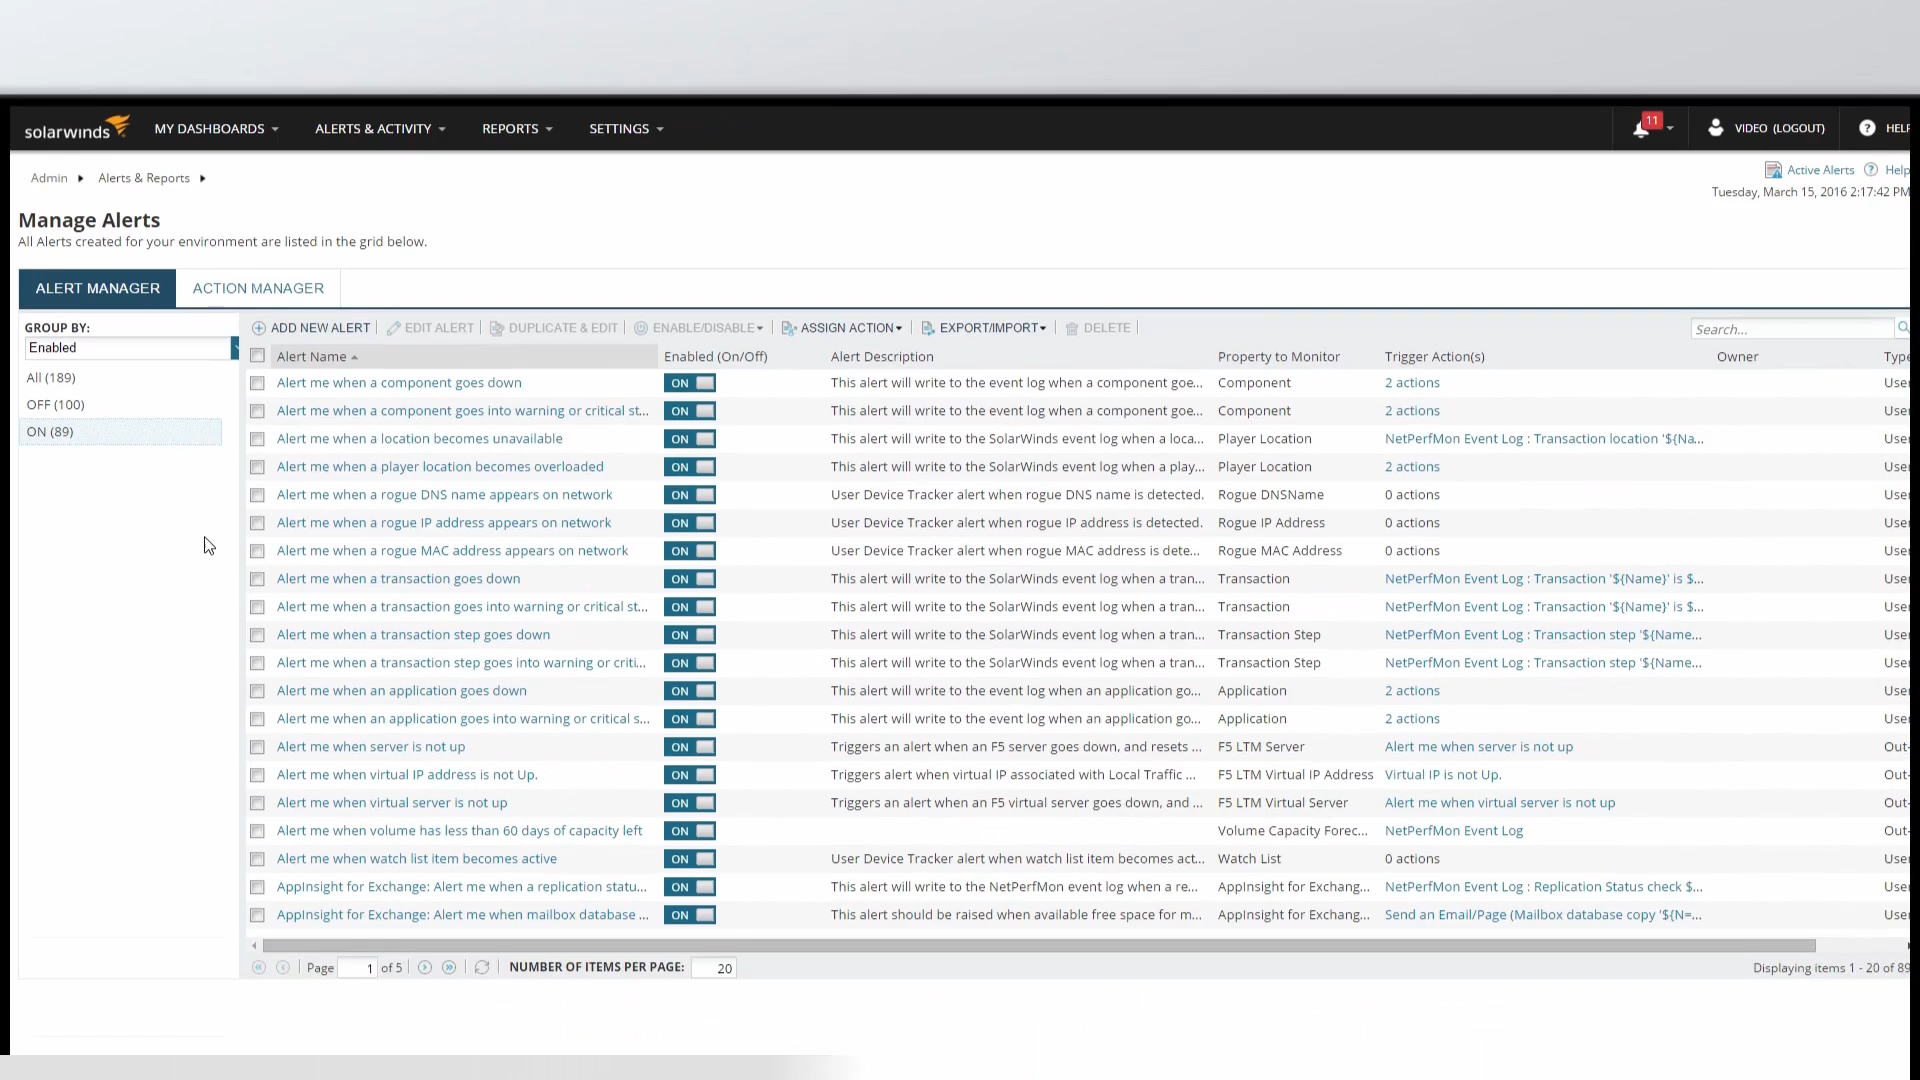 solarwinds MY DASHBOARDS ALERTS & ACTIVITY REPORTS SETTINGS 11 VIDEO (LOGOUT) ? HELP
Admin Alerts & Reports Active Alerts ? Help
Tuesday, March 15, 2016 2:17:42 PM
Manage Alerts
All Alerts created for your environment are listed in the grid below.
ALERT MANAGER ACTION MANAGER
GROUP BY: ADD NEW ALERT EDIT ALERT DUPLICATE & EDIT ENABLE/DISABLE ASSIGN ACTION EXPORT/IMPORT DELETE Search...
Enabled
Alert Name Enabled (On/Off) Alert Description Property to Monitor Trigger Action(s) Owner Type
All (189)
OFF (100)
ON (89)
Alert me when a component goes down ON This alert will write to the event log when a component goe... Component 2 actions User
Alert me when a component goes into warning or critical st... ON This alert will write to the event log when a component goe... Component 2 actions User
Alert me when a location becomes unavailable ON This alert will write to the SolarWinds event log when a loca... Player Location NetPerfMon Event Log : Transaction location '${Na... User
Alert me when a player location becomes overloaded ON This alert will write to the SolarWinds event log when a play... Player Location 2 actions User
Alert me when a rogue DNS name appears on network ON User Device Tracker alert when rogue DNS name is detected. Rogue DNSName 0 actions User
Alert me when a rogue IP address appears on network ON User Device Tracker alert when rogue IP address is detected. Rogue IP Address 0 actions User
Alert me when a rogue MAC address appears on network ON User Device Tracker alert when rogue MAC address is dete... Rogue MAC Address 0 actions User
Alert me when a transaction goes down ON This alert will write to the SolarWinds event log when a tran... Transaction NetPerfMon Event Log : Transaction '${Name}' is $... User
Alert me when a transaction goes into warning or critical st... ON This alert will write to the SolarWinds event log when a tran... Transaction NetPerfMon Event Log : Transaction '${Name}' is $... User
Alert me when a transaction step goes down ON This alert will write to the SolarWinds event log when a tran... Transaction Step NetPerfMon Event Log : Transaction step '${Name... User
Alert me when a transaction step goes into warning or criti... ON This alert will write to the SolarWinds event log when a tran... Transaction Step NetPerfMon Event Log : Transaction step '${Name... User
Alert me when an application goes down ON This alert will write to the event log when an application go... Application 2 actions User
Alert me when an application goes into warning or critical s... ON This alert will write to the event log when an application go... Application 2 actions User
Alert me when server is not up ON Triggers an alert when an F5 server goes down, and resets ... F5 LTM Server Alert me when server is not up Out-
Alert me when virtual IP address is not Up. ON Triggers alert when virtual IP associated with Local Traffic ... F5 LTM Virtual IP Address Virtual IP is not Up. Out-
Alert me when virtual server is not up ON Triggers an alert when an F5 virtual server goes down, and ... F5 LTM Virtual Server Alert me when virtual server is not up Out-
Alert me when volume has less than 60 days of capacity left ON Volume Capacity Forec... NetPerfMon Event Log Out-
Alert me when watch list item becomes active ON User Device Tracker alert when watch list item becomes act... Watch List 0 actions User
AppInsight for Exchange: Alert me when a replication statu... ON This alert will write to the NetPerfMon event log when a re... AppInsight for Exchang... NetPerfMon Event Log : Replication Status check $... User
AppInsight for Exchange: Alert me when mailbox database ... ON This alert should be raised when available free space for m... AppInsight for Exchang... Send an Email/Page (Mailbox database copy '${N=... User
Page 1 of 5 NUMBER OF ITEMS PER PAGE: 20 Displaying items 1 - 20 of 89